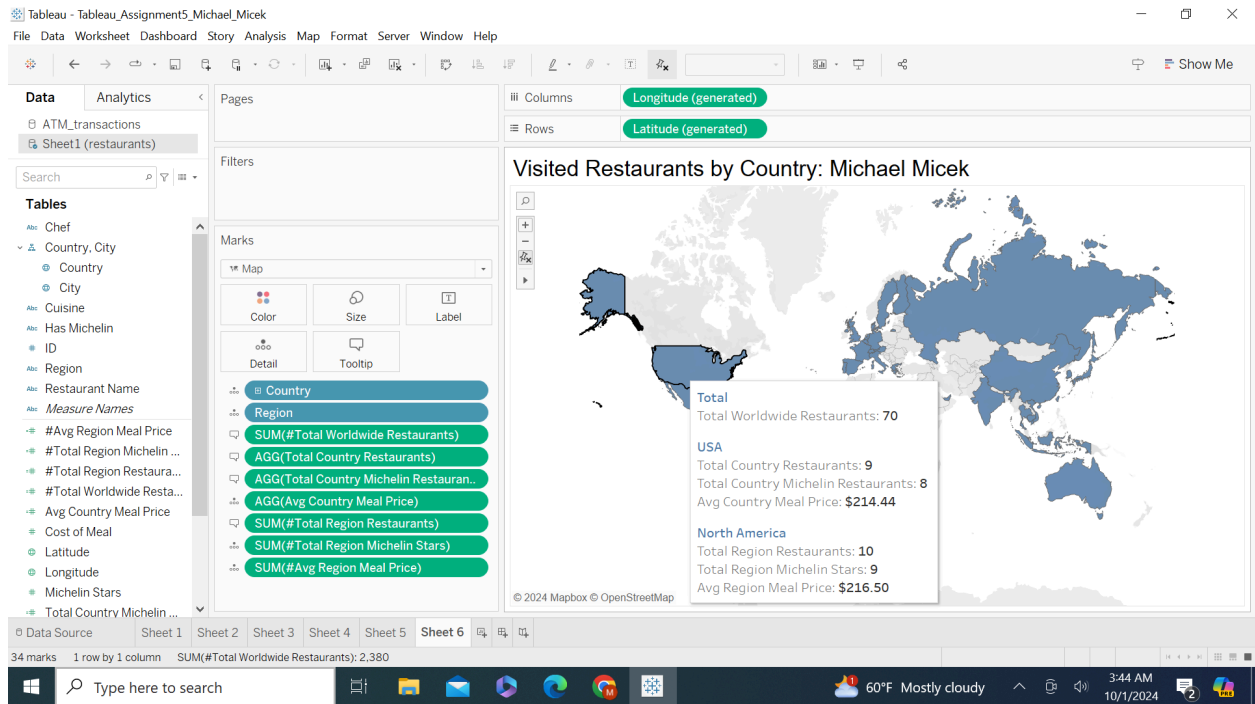 Tableau - Tableau_Assignment5_Michael_Micek
File Data Worksheet Dashboard Story Analysis Map Format Server Window Help
Show Me
Data Analytics
ATM_transactions
Sheet1 (restaurants)
Search
Tables
Abc Chef
Country, City
Country
City
Abc Cuisine
Abc Has Michelin
# ID
Abc Region
Abc Restaurant Name
Abc Measure Names
=# #Avg Region Meal Price
=# #Total Region Michelin ...
=# #Total Region Restaura...
=# #Total Worldwide Resta...
=# Avg Country Meal Price
# Cost of Meal
Latitude
Longitude
# Michelin Stars
=# Total Country Michelin ...
Pages
Filters
Marks
Map
Color Size Label
Detail Tooltip
Country
Region
SUM(#Total Worldwide Restaurants)
AGG(Total Country Restaurants)
AGG(Total Country Michelin Restauran..
AGG(Avg Country Meal Price)
SUM(#Total Region Restaurants)
SUM(#Total Region Michelin Stars)
SUM(#Avg Region Meal Price)
Columns Longitude (generated)
Rows Latitude (generated)
Visited Restaurants by Country: Michael Micek
Total
Total Worldwide Restaurants: 70
USA
Total Country Restaurants: 9
Total Country Michelin Restaurants: 8
Avg Country Meal Price: $214.44
North America
Total Region Restaurants: 10
Total Region Michelin Stars: 9
Avg Region Meal Price: $216.50
© 2024 Mapbox © OpenStreetMap
Data Source Sheet 1 Sheet 2 Sheet 3 Sheet 4 Sheet 5 Sheet 6
34 marks 1 row by 1 column SUM(#Total Worldwide Restaurants): 2,380
Type here to search
M
1
60°F Mostly cloudy
3:44 AM
10/1/2024
2
PRE